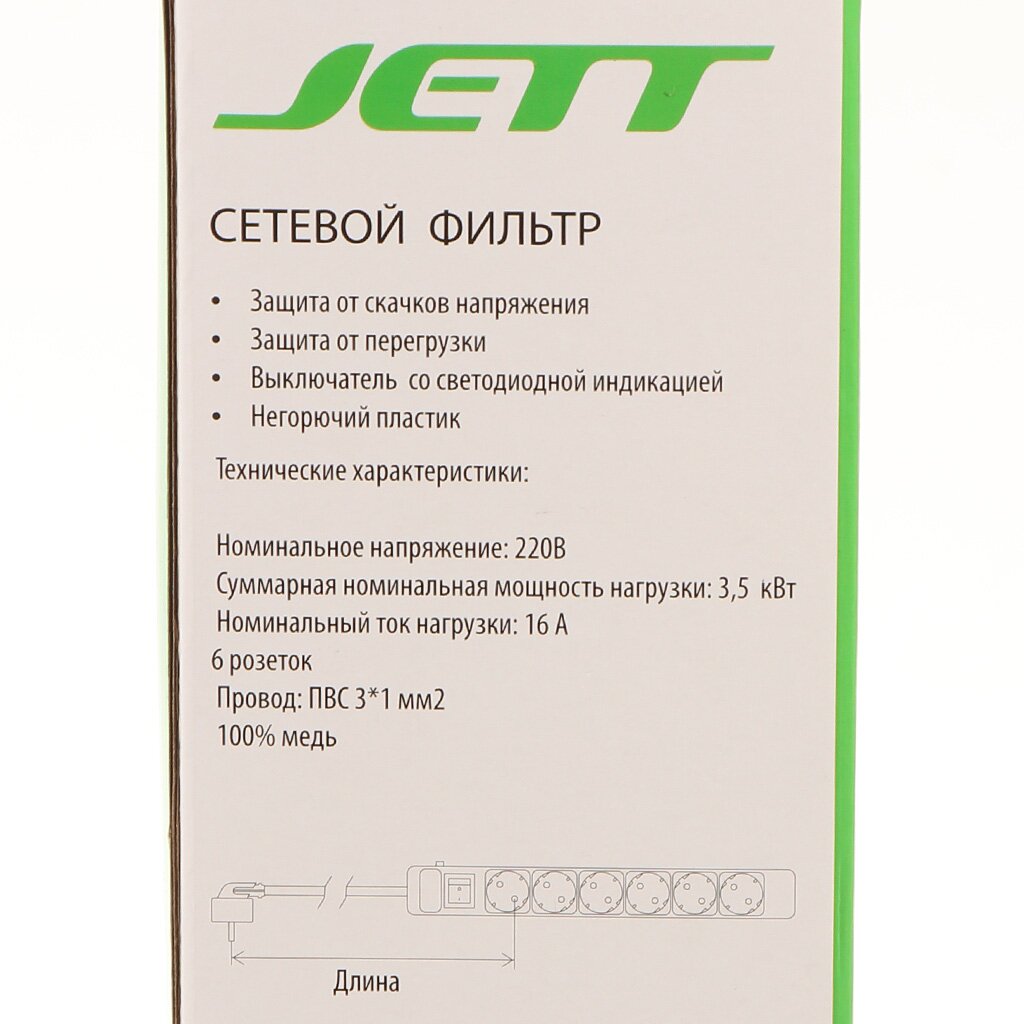 JETT
СЕТЕВОЙ ФИЛЬТР
• Защита от скачков напряжения
• Защита от перегрузки
• Выключатель со светодиодной индикацией
• Негорючий пластик
Технические характеристики:
Номинальное напряжение: 220В
Суммарная номинальная мощность нагрузки: 3,5 кВт
Номинальный ток нагрузки: 16 А
6 розеток
Провод: ПВС 3*1 мм2
100% медь
Длина